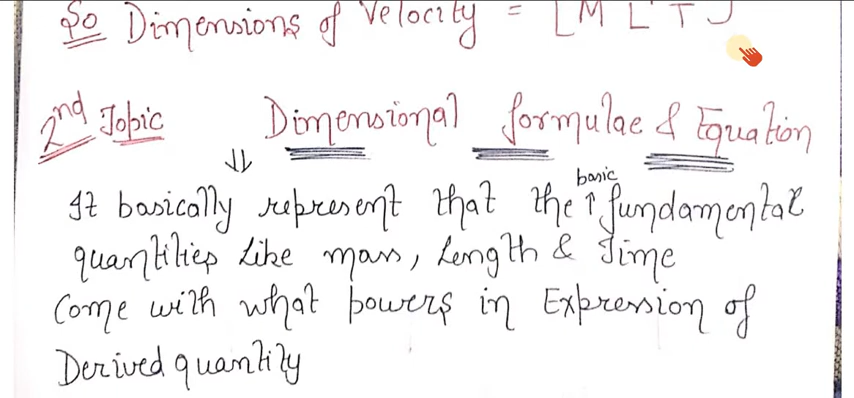 So Dimensions of Velocity = [M L T]
2nd Topic Dimensional formulae & Equation
basic
It basically represent that the ↑ fundamental
quantities like mass, Length & Time
Come with what powers in Expression of
Derived quantity